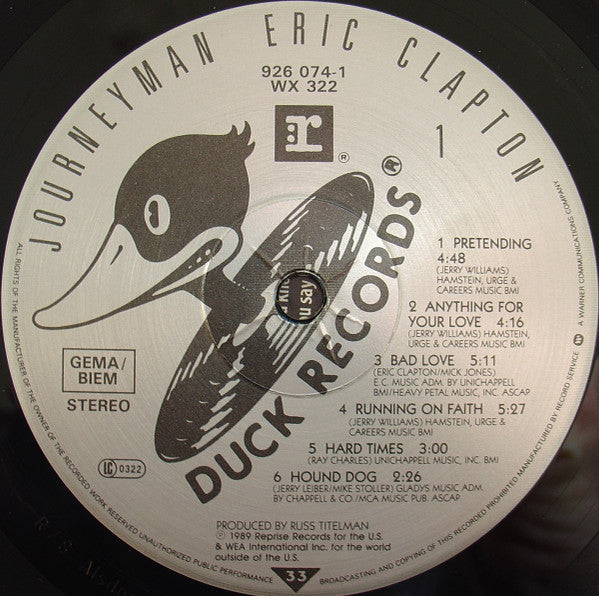 JOURNEYMAN ERIC CLAPTON
926 074-1
WX 322
r
®
1
DUCK RECORDS®
1 PRETENDING
4:48
(JERRY WILLIAMS)
HAMSTEIN, URGE &
CAREERS MUSIC BMI
2 ANYTHING FOR
YOUR LOVE 4:16
(JERRY WILLIAMS) HAMSTEIN,
URGE & CAREERS MUSIC BMI
3 BAD LOVE 5:11
(ERIC CLAPTON/MICK JONES)
E.C. MUSIC ADM. BY UNICHAPPELL
BMI/HEAVY PETAL MUSIC, INC. ASCAP
4 RUNNING ON FAITH 5:27
(JERRY WILLIAMS) HAMSTEIN, URGE &
CAREERS MUSIC BMI
5 HARD TIMES 3:00
(RAY CHARLES) UNICHAPPELL MUSIC, INC. BMI
6 HOUND DOG 2:26
(JERRY LEIBER/MIKE STOLLER) GLADYS MUSIC ADM.
BY CHAPPELL & CO./MCA MUSIC PUB. ASCAP
GEMA/
BIEM
STEREO
LC 0322
PRODUCED BY RUSS TITELMAN
℗ 1989 Reprise Records for the U.S.
& WEA International Inc. for the world
outside of the U.S.
33
ALL RIGHTS OF THE MANUFACTURER OF THE OWNER OF THE RECORDED WORK RESERVED UNAUTHORIZED PUBLIC PERFORMANCE BROADCASTING AND COPYING OF THIS RECORD PROHIBITED. MANUFACTURED BY RECORD SERVICE
A WARNER COMMUNICATIONS COMPANY
say